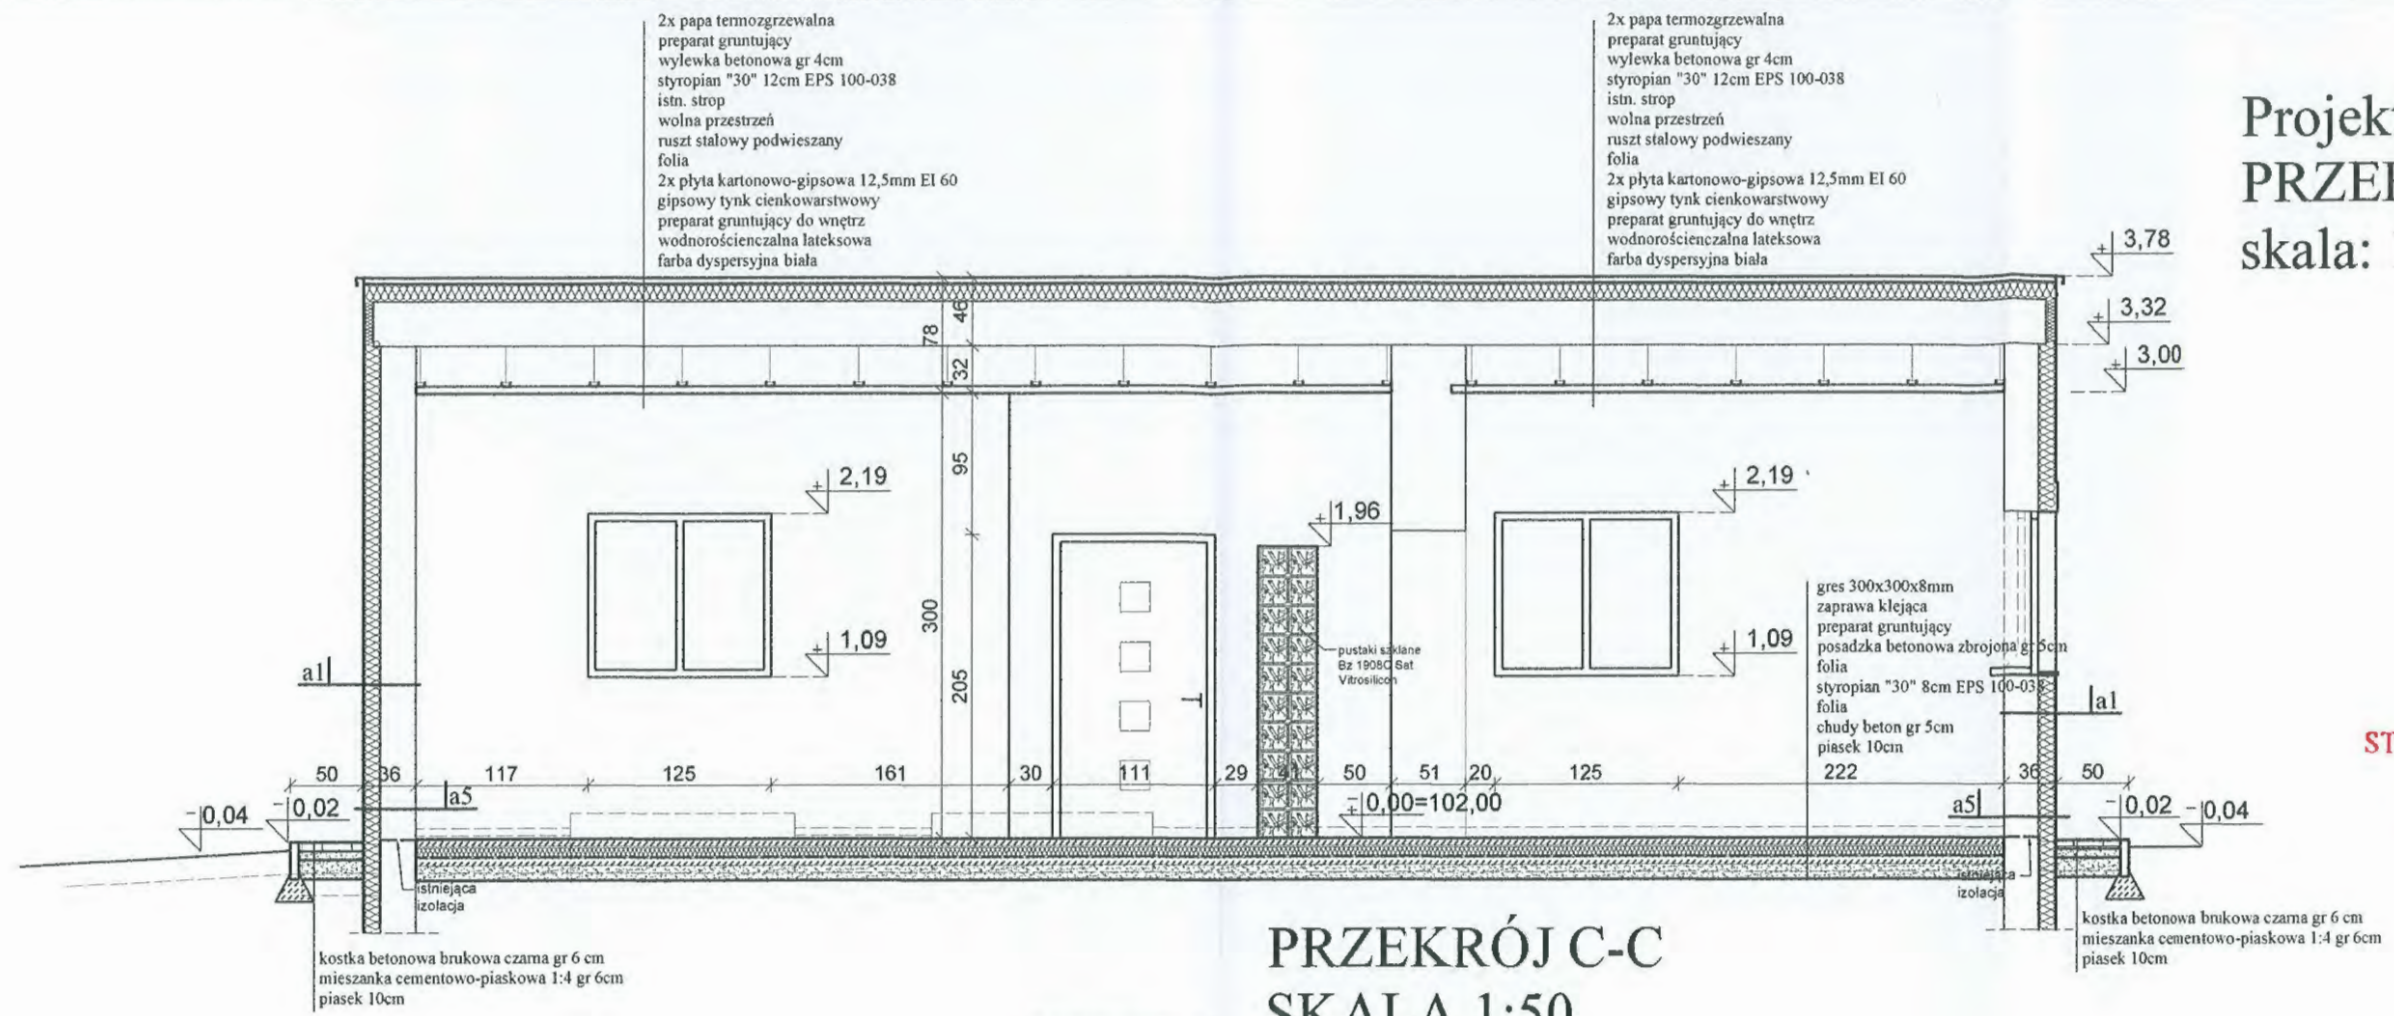 2x papa termozgrzewalna
preparat gruntujący
wylewka betonowa gr 4cm
styropian "30" 12cm EPS 100-038
istn. strop
wolna przestrzeń
ruszt stalowy podwieszany
folia
2x płyta kartonowo-gipsowa 12,5mm EI 60
gipsowy tynk cienkowarstwowy
preparat gruntujący do wnętrz
wodnorościenczalna lateksowa
farba dyspersyjna biała
2x papa termozgrzewalna
preparat gruntujący
wylewka betonowa gr 4cm
styropian "30" 12cm EPS 100-038
istn. strop
wolna przestrzeń
ruszt stalowy podwieszany
folia
2x płyta kartonowo-gipsowa 12,5mm EI 60
gipsowy tynk cienkowarstwowy
preparat gruntujący do wnętrz
wodnorościenczalna lateksowa
farba dyspersyjna biała
skala:
+ 3,78
+ 3,32
+ 3,00
46
78
32
95
300
205
+ 2,19
+ 1,09
+ 1,96
+ 2,19
+ 1,09
pustaki szklane
Bz 1908C Sat
Vitrosilicon
gres 300x300x8mm
zaprawa klejąca
preparat gruntujący
posadzka betonowa zbrojona gr 5cm
folia
styropian "30" 8cm EPS 100-038
folia
chudy beton gr 5cm
piasek 10cm
a1
a1
ST
50 36 117 125 161 30 111 29 41 50 51 20 125 222 36 50
a5
a5
-0,04
-0,02
±0,00=102,00
-0,02
-0,04
istniejąca
izolacja
istniejąca
izolacja
kostka betonowa brukowa czarna gr 6 cm
mieszanka cementowo-piaskowa 1:4 gr 6cm
piasek 10cm
kostka betonowa brukowa czarna gr 6 cm
mieszanka cementowo-piaskowa 1:4 gr 6cm
piasek 10cm
PRZEKRÓJ C-C
SKALA 1:50